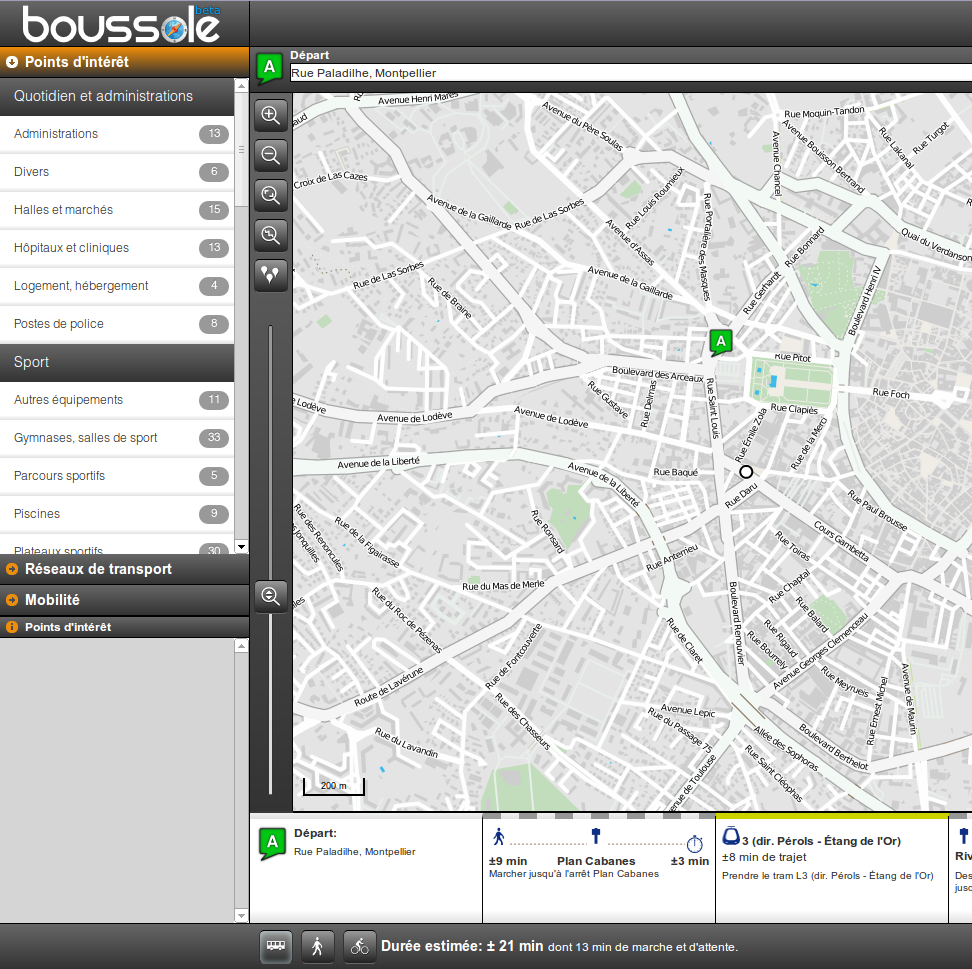 boussole
beta
Points d'intérêt
Quotidien et administrations
Administrations 13
Divers 6
Halles et marchés 15
Hôpitaux et cliniques 13
Logement, hébergement 4
Postes de police 8
Sport
Autres équipements 11
Gymnases, salles de sport 33
Parcours sportifs 5
Piscines 9
Plateaux sportifs 30
Réseaux de transport
Mobilité
Points d'intérêt
Départ
A
Rue Paladilhe, Montpellier
Avenue Henri Mares
Avenue du Père Soulas
Rue Moquin-Tandon
Avenue Bouisson Bertrand
Rue Lakanal
Rue Turgot
Avenue Chancel
Croix de Las Cazes
Avenue de la Gaillarde
Rue de Las Sorbes
Rue Louis Roumieux
Rue Portalière des Masques
Avenue d'Assas
Rue Bonnard
Quai du Verdanson
Rue de Las Sorbes
Rue de Braine
Avenue de la Gaillarde
Rue Gerhardt
Boulevard Henri IV
A
Rue Pitot
Boulevard des Arceaux
Rue Gustave
Rue Delmas
Rue Saint Louis
Rue Foch
Lodève
Avenue de Lodève
Avenue de Lodève
Rue Clapiès
Rue Émile Zola
Rue de la Merci
Avenue de la Liberté
Avenue de la Liberté
Rue Baqué
Rue Daru
Rue Paul Brousse
Rue des Renoncules
Jonquilles
Rue de la Figairasse
Rue Ronsard
Cours Gambetta
Rue Toiras
Rue Anterrieu
Rue du Mas de Merle
Rue Chaptal
Rue Balard
Boulevard Renouvier
Rue du Roc de Pézenas
Rue de Claret
Rue Rigaud
Rue Bourrely
Avenue Georges Clemenceau
Rue de Fontcouverte
Route de Lavérune
Rue Meyrueis
Rue Ernest Michel
Avenue de Maurin
Rue des Chasseurs
Avenue Lepic
Rue du Passage 75
Rue du Lavandin
Allée des Sophoras
Boulevard Berthelot
Rue Saint Cléophas
Avenue de Toulouse
200 m
A
Départ:
Rue Paladilhe, Montpellier
±9 min Plan Cabanes ±3 min
Marcher jusqu'à l'arrêt Plan Cabanes
3 (dir. Pérols - Étang de l'Or)
±8 min de trajet
Prendre le tram L3 (dir. Pérols - Étang de l'Or)
Durée estimée: ± 21 min dont 13 min de marche et d'attente.